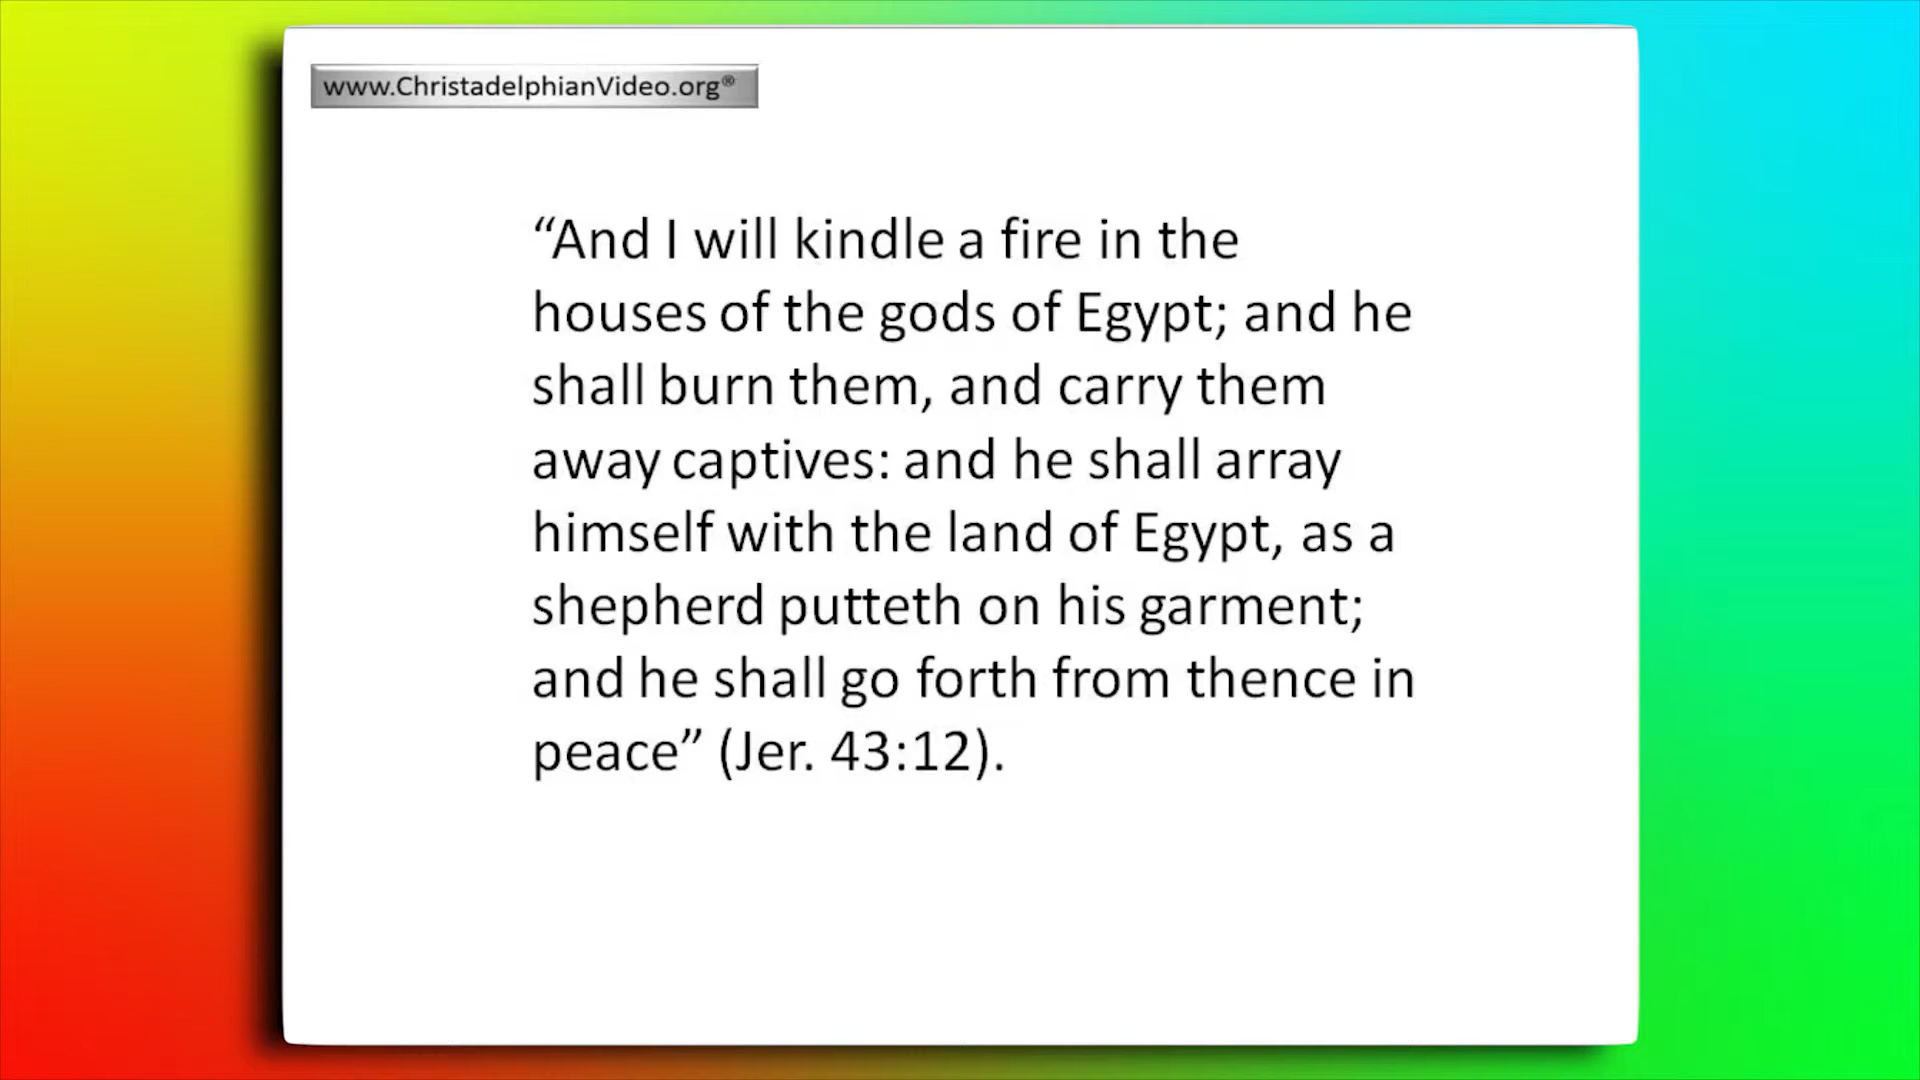 www.ChristadelphianVideo.org®
“And I will kindle a fire in the
houses of the gods of Egypt; and he
shall burn them, and carry them
away captives: and he shall array
himself with the land of Egypt, as a
shepherd putteth on his garment;
and he shall go forth from thence in
peace” (Jer. 43:12).